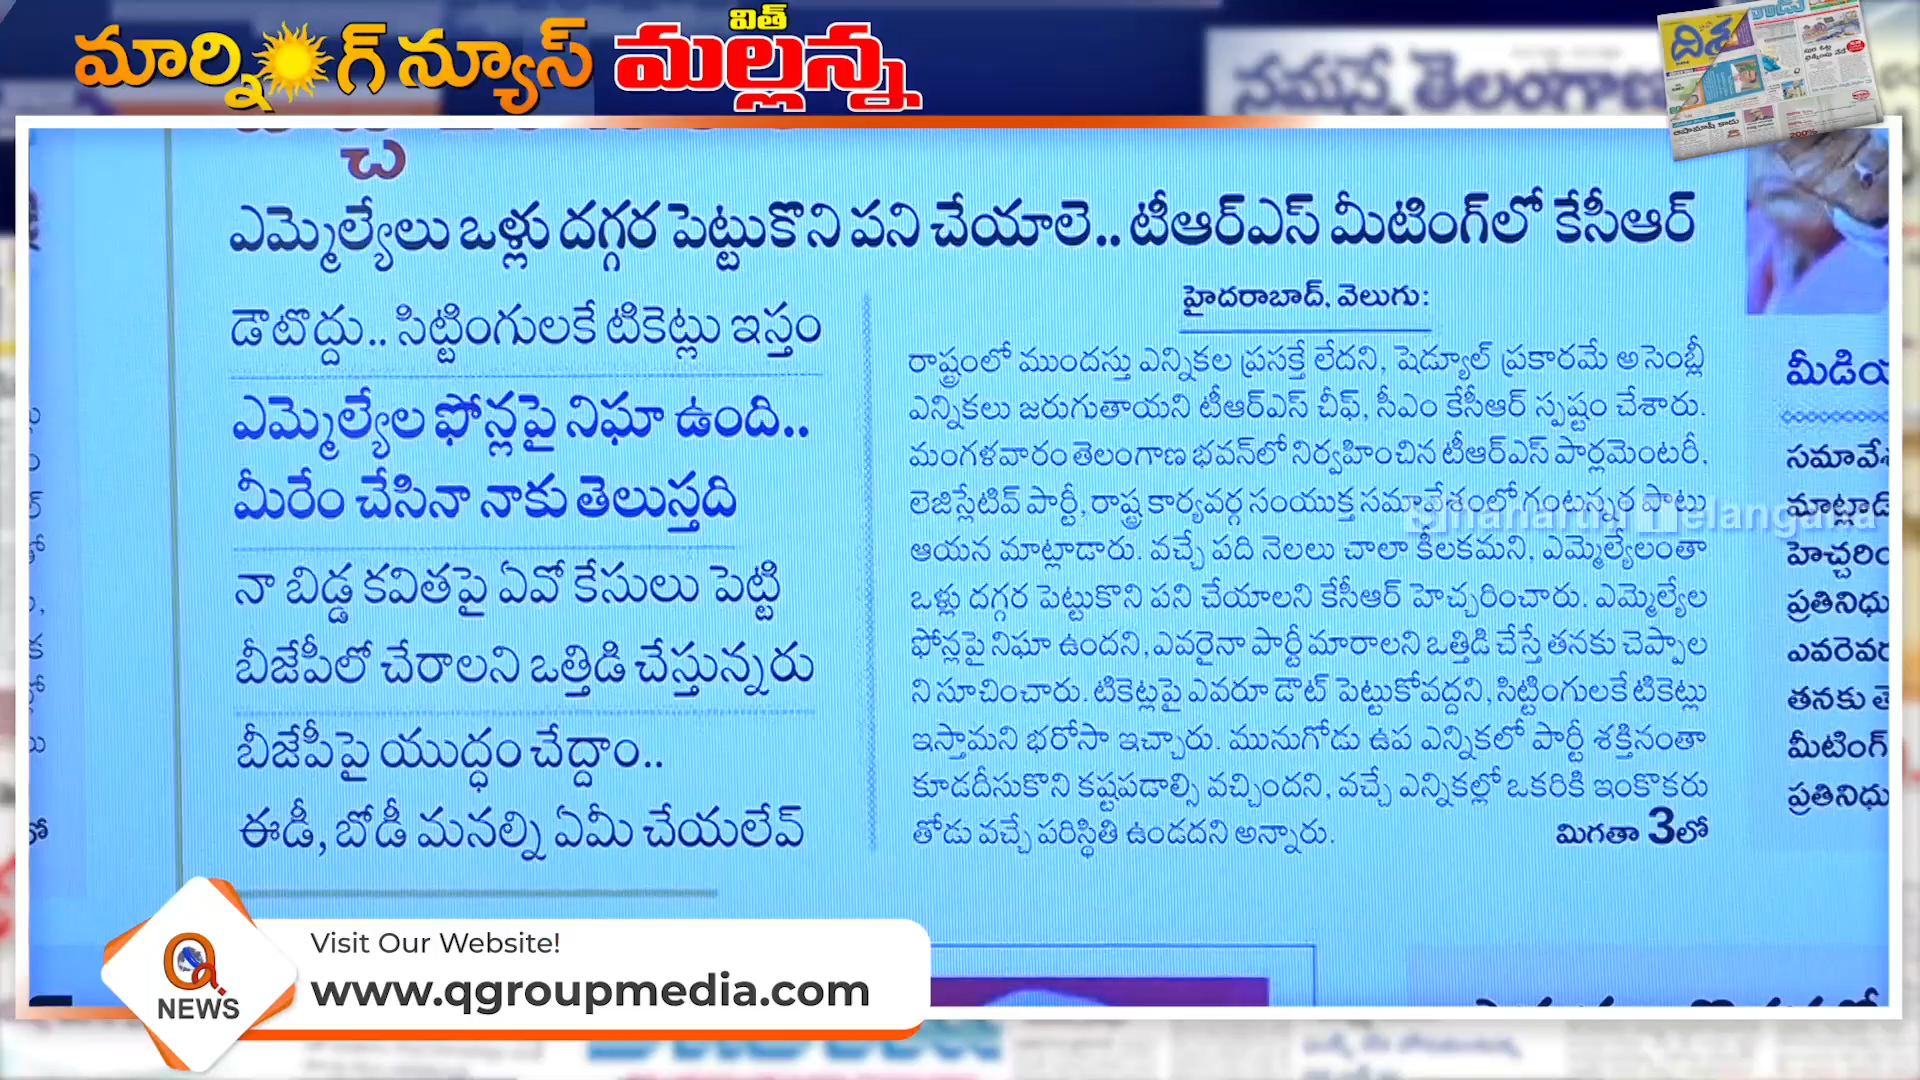 మార్నింగ్ న్యూస్ విత్ మల్లన్న
నమస్తే తెలంగాణ
దిశ
ఎమ్మెల్యేలు ఒళ్లు దగ్గర పెట్టుకొని పని చేయాలె.. టీఆర్ఎస్ మీటింగ్‌లో కేసీఆర్
డౌటొద్దు.. సిట్టింగులకే టికెట్లు ఇస్తం
ఎమ్మెల్యేల ఫోన్లపై నిఘా ఉంది..
మీరేం చేసినా నాకు తెలుస్తది
నా బిడ్డ కవితపై ఏవో కేసులు పెట్టి
బీజేపీలో చేరాలని ఒత్తిడి చేస్తున్నరు
బీజేపీపై యుద్ధం చేద్దాం..
ఈడీ, బోడీ మనల్ని ఏమీ చేయలేవ్
హైదరాబాద్, వెలుగు:
రాష్ట్రంలో ముందస్తు ఎన్నికల ప్రసక్తే లేదని, షెడ్యూల్ ప్రకారమే అసెంబ్లీ
ఎన్నికలు జరుగుతాయని టీఆర్ఎస్ చీఫ్, సీఎం కేసీఆర్ స్పష్టం చేశారు.
మంగళవారం తెలంగాణ భవన్‌లో నిర్వహించిన టీఆర్ఎస్ పార్లమెంటరీ,
లెజిస్లేటివ్ పార్టీ, రాష్ట్ర కార్యవర్గ సంయుక్త సమావేశంలో గంటన్నర పాటు
ఆయన మాట్లాడారు. వచ్చే పది నెలలు చాలా కీలకమని, ఎమ్మెల్యేలంతా
ఒళ్లు దగ్గర పెట్టుకొని పని చేయాలని కేసీఆర్ హెచ్చరించారు. ఎమ్మెల్యేల
ఫోన్లపై నిఘా ఉందని, ఎవరైనా పార్టీ మారాలని ఒత్తిడి చేస్తే తనకు చెప్పాల
ని సూచించారు. టికెట్లపై ఎవరూ డౌట్ పెట్టుకోవద్దని, సిట్టింగులకే టికెట్లు
ఇస్తామని భరోసా ఇచ్చారు. మునుగోడు ఉప ఎన్నికలో పార్టీ శక్తినంతా
కూడదీసుకొని కష్టపడాల్సి వచ్చిందని, వచ్చే ఎన్నికల్లో ఒకరికి ఇంకొకరు
తోడు వచ్చే పరిస్థితి ఉండదని అన్నారు. మిగతా 3లో
మీడియ
సమావేశ
మాట్లాడ
హెచ్చరిం
ప్రతినిధు
ఎవరెవర
తనకు తె
మీటింగ్
ప్రతినిధు
Visit Our Website!
www.qgroupmedia.com
Q NEWS